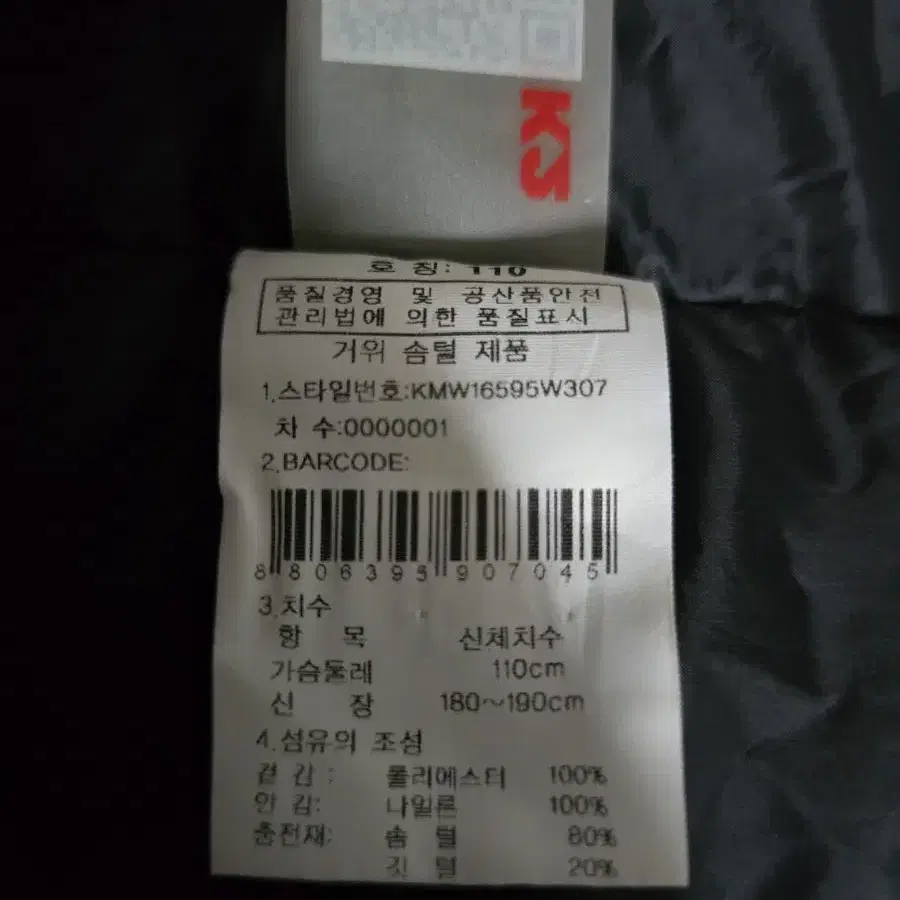 KS
호 칭: 110
품질경영 및 공산품안전
관리법에 의한 품질표시
거위 솜털 제품
1.스타일번호:KMW16595W307
차 수:0000001
2.BARCODE:
8 806395 907045
3.치수
항 목 신체치수
가슴둘레 110cm
신 장 180~190cm
4.섬유의 조성
겉 감: 폴리에스터 100%
안 감: 나일론 100%
충전재: 솜 털 80%
깃 털 20%